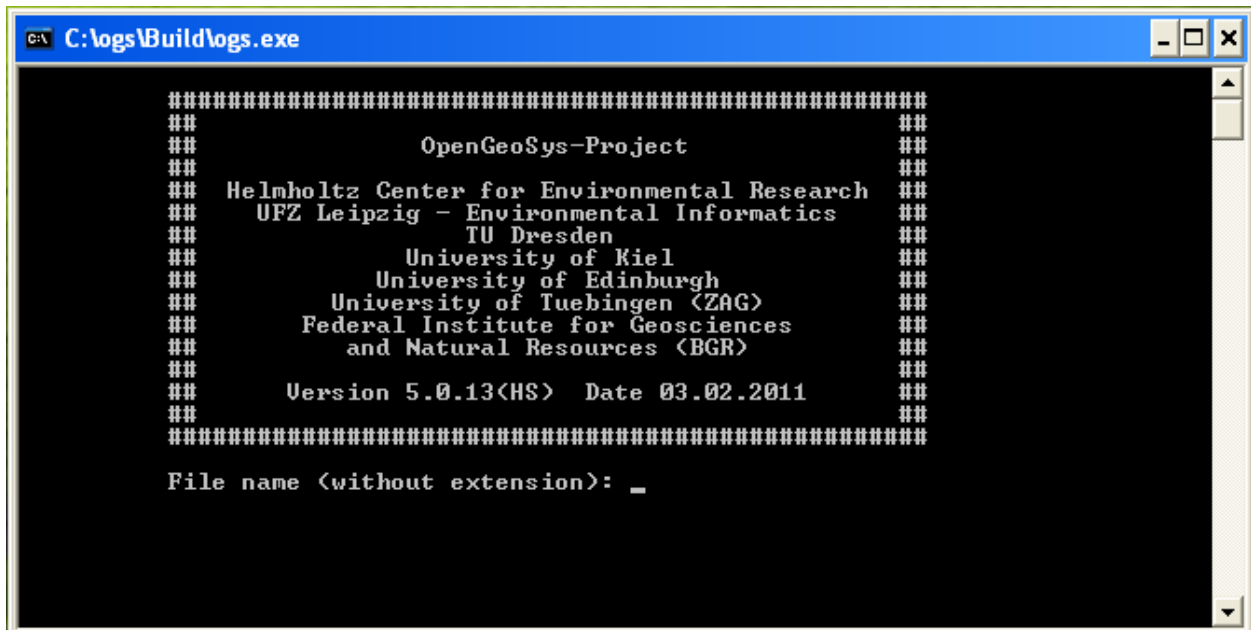 C:\ogs\Build\ogs.exe
###################################################
## ##
## OpenGeoSys-Project ##
## ##
## Helmholtz Center for Environmental Research ##
## UFZ Leipzig - Environmental Informatics ##
## TU Dresden ##
## University of Kiel ##
## University of Edinburgh ##
## University of Tuebingen (ZAG) ##
## Federal Institute for Geosciences ##
## and Natural Resources (BGR) ##
## ##
## Version 5.0.13(HS) Date 03.02.2011 ##
## ##
###################################################
File name (without extension): _